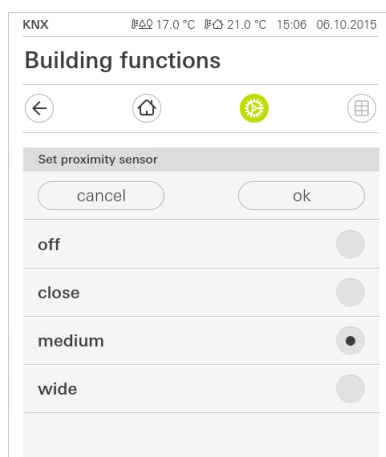 KNX 17.0 °C 21.0 °C 15:06 06.10.2015
Building functions
Set proximity sensor
cancel ok
off
close
medium
wide